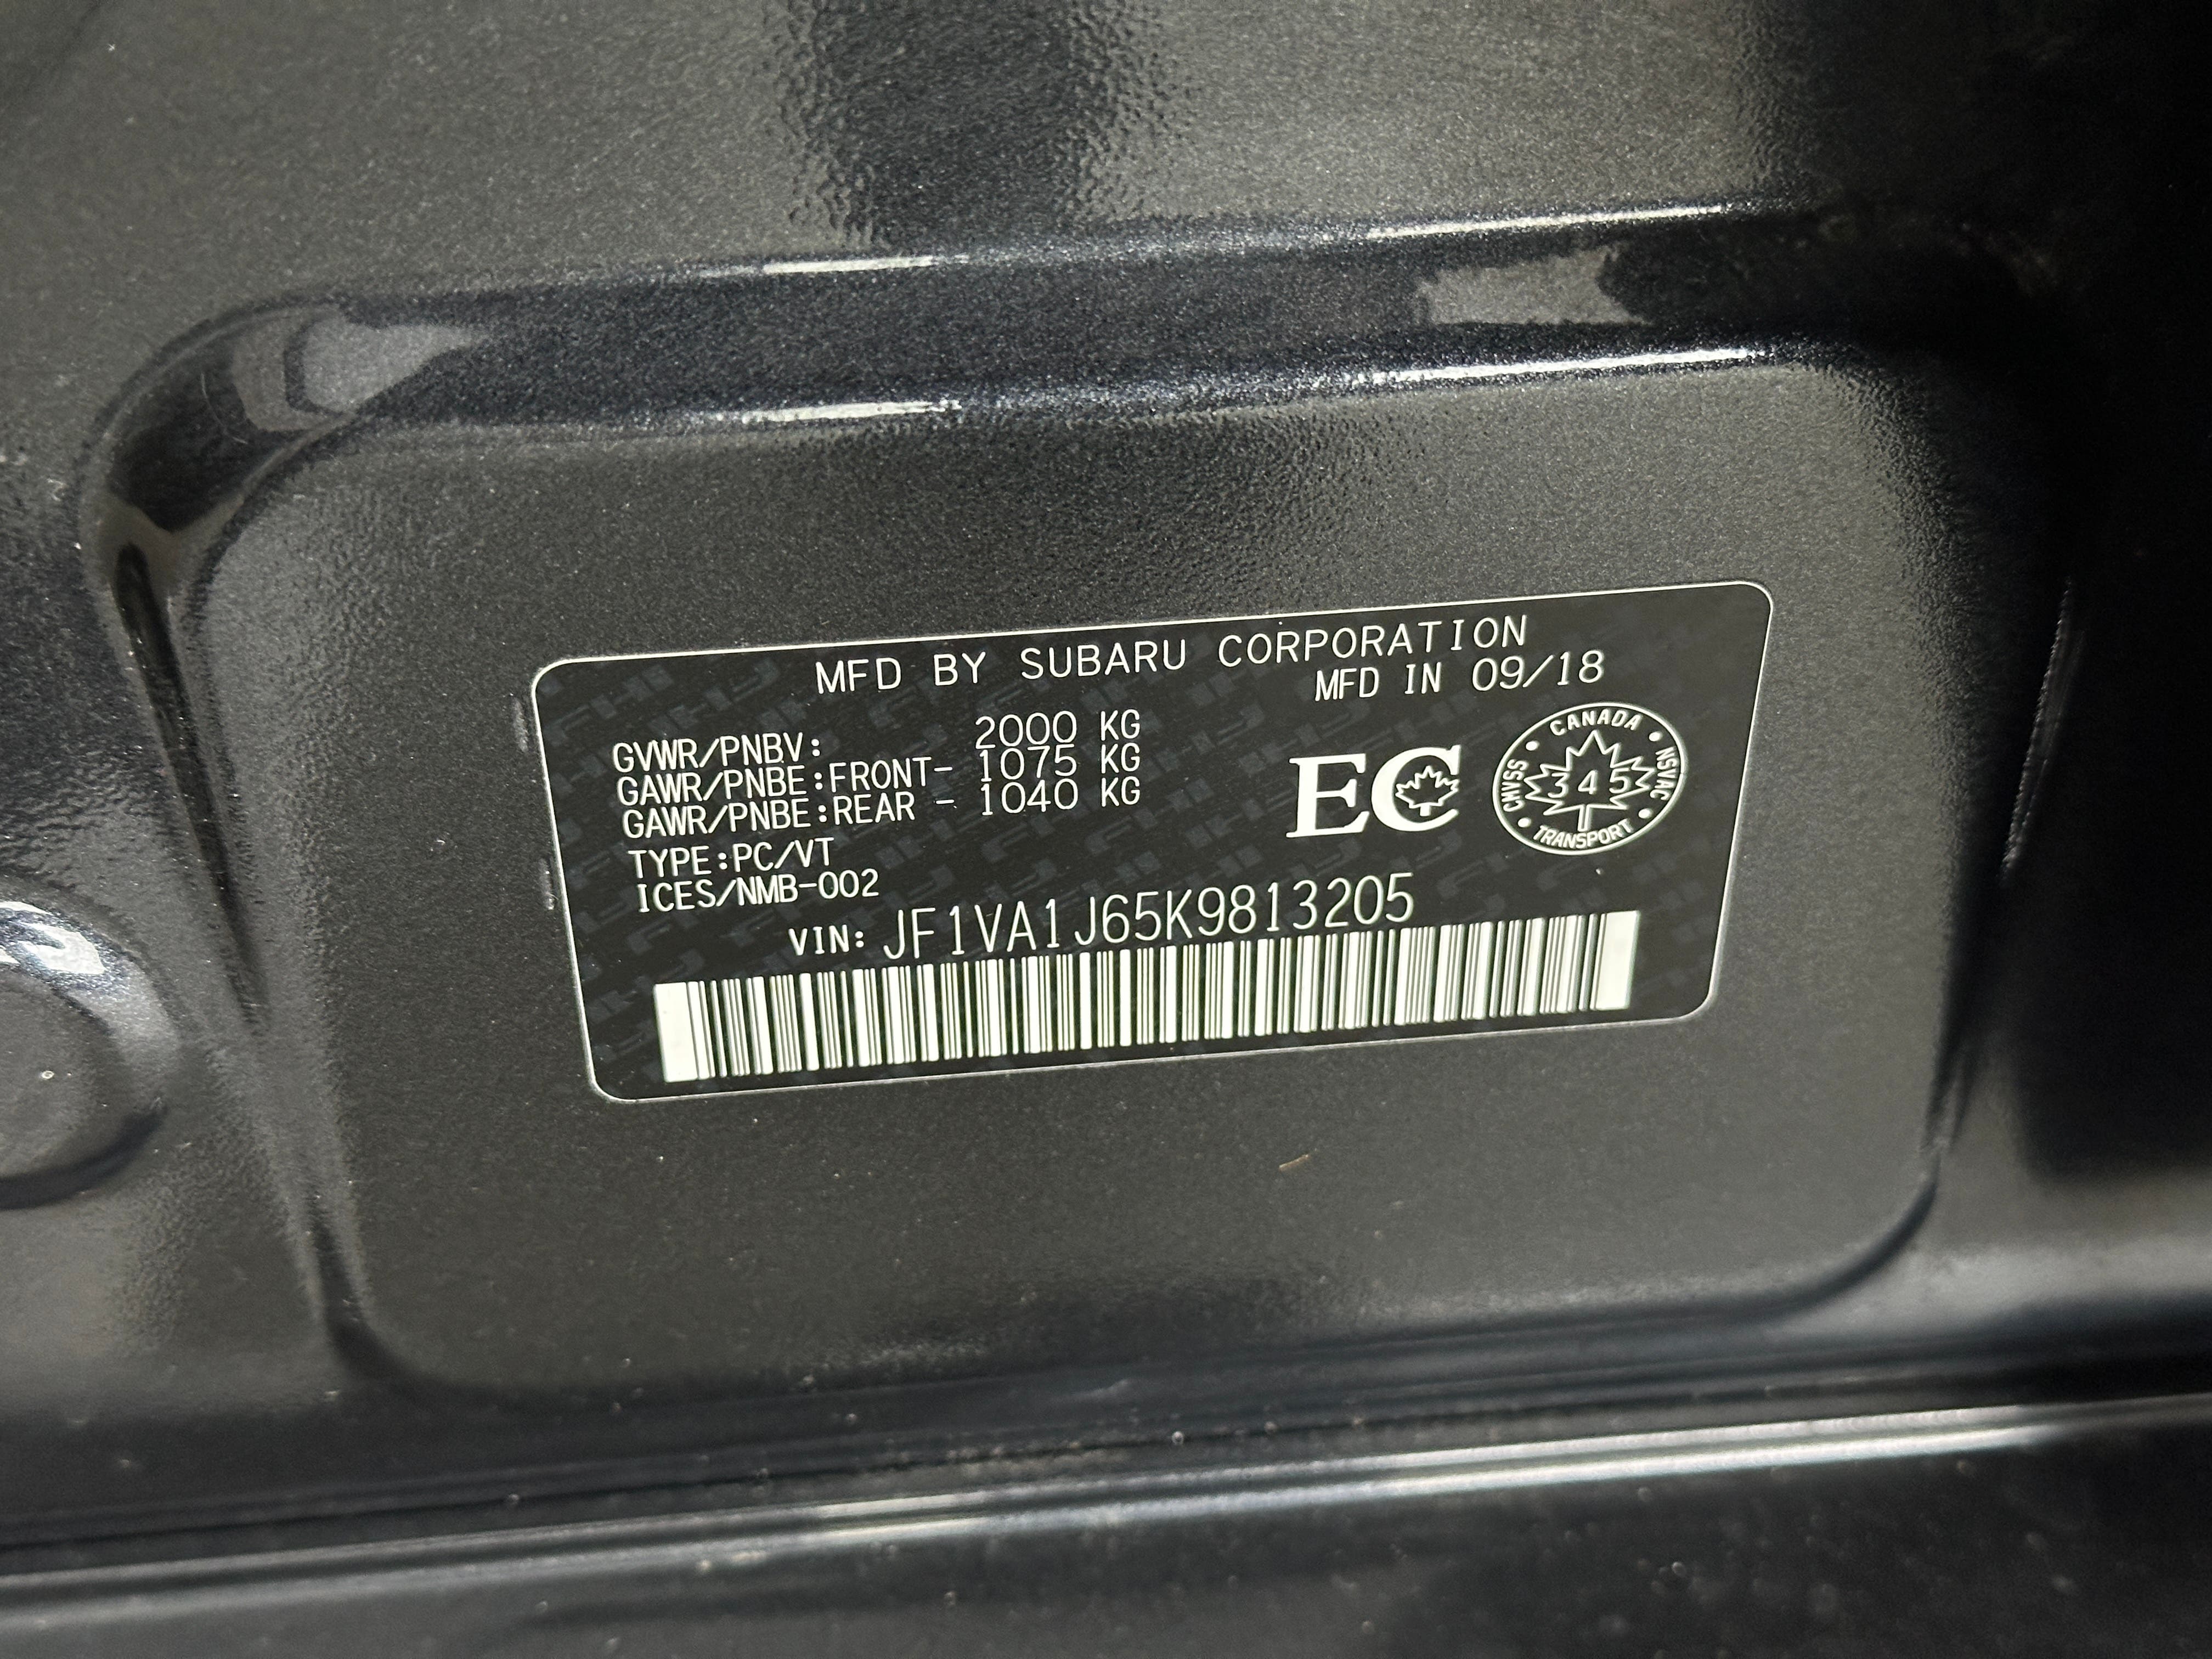 MFD BY SUBARU CORPORATION
MFD IN 09/18
GVWR/PNBV: 2000 KG
GAWR/PNBE:FRONT- 1075 KG
GAWR/PNBE:REAR - 1040 KG
TYPE:PC/VT
ICES/NMB-002
EC
CANADA
CMVSS 345 NSVAC
TRANSPORT
VIN: JF1VA1J65K9813205